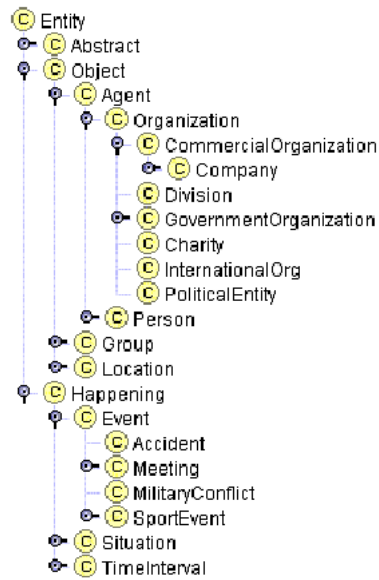 C Entity
C Abstract
C Object
C Agent
C Organization
C CommercialOrganization
C Company
C Division
C GovernmentOrganization
C Charity
C InternationalOrg
C PoliticalEntity
C Person
C Group
C Location
C Happening
C Event
C Accident
C Meeting
C MilitaryConflict
C SportEvent
C Situation
C TimeInterval